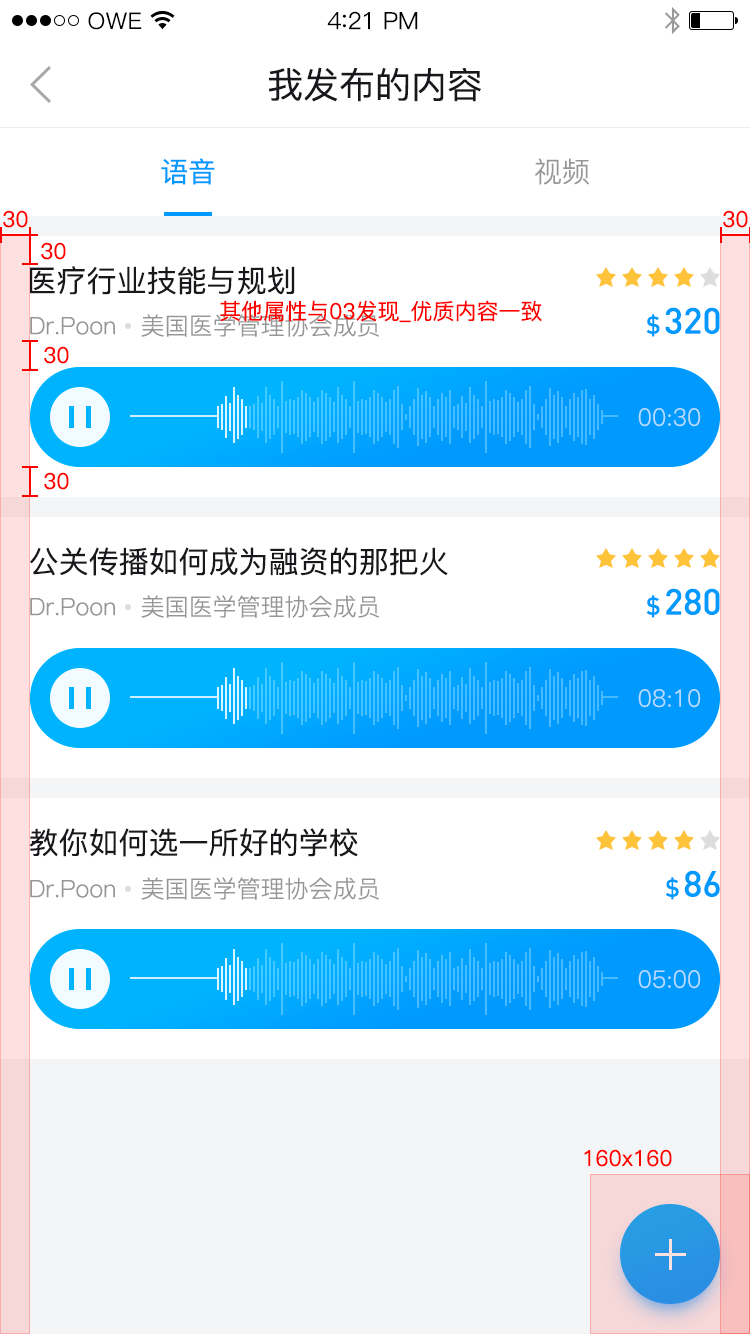 OWE
4:21 PM
我发布的内容
语音
视频
30
30
30
医疗行业技能与规划
其他属性与03发现_优质内容一致
Dr.Poon • 美国医学管理协会成员
$320
30
00:30
30
公关传播如何成为融资的那把火
Dr.Poon • 美国医学管理协会成员
$280
08:10
教你如何选一所好的学校
Dr.Poon • 美国医学管理协会成员
$86
05:00
160x160